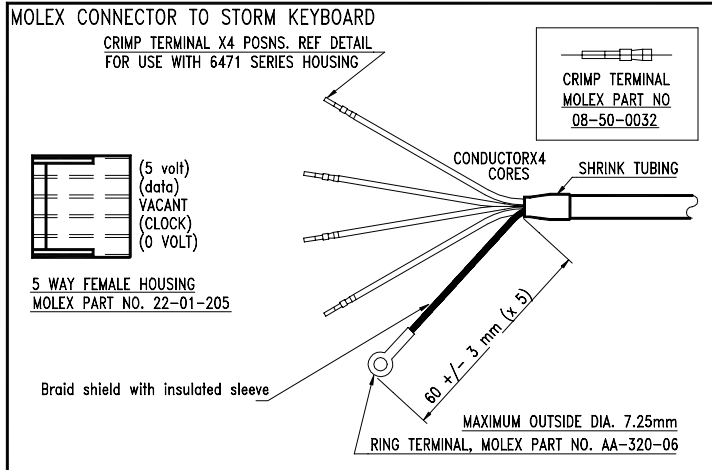 MOLEX CONNECTOR TO STORM KEYBOARD
CRIMP TERMINAL X4 POSNS. REF DETAIL
FOR USE WITH 6471 SERIES HOUSING
CRIMP TERMINAL
MOLEX PART NO
08-50-0032
CONDUCTORX4
CORES
SHRINK TUBING
(5 volt)
(data)
VACANT
(CLOCK)
(0 VOLT)
5 WAY FEMALE HOUSING
MOLEX PART NO. 22-01-205
60 +/- 3 mm (x 5)
Braid shield with insulated sleeve
MAXIMUM OUTSIDE DIA. 7.25mm
RING TERMINAL, MOLEX PART NO. AA-320-06